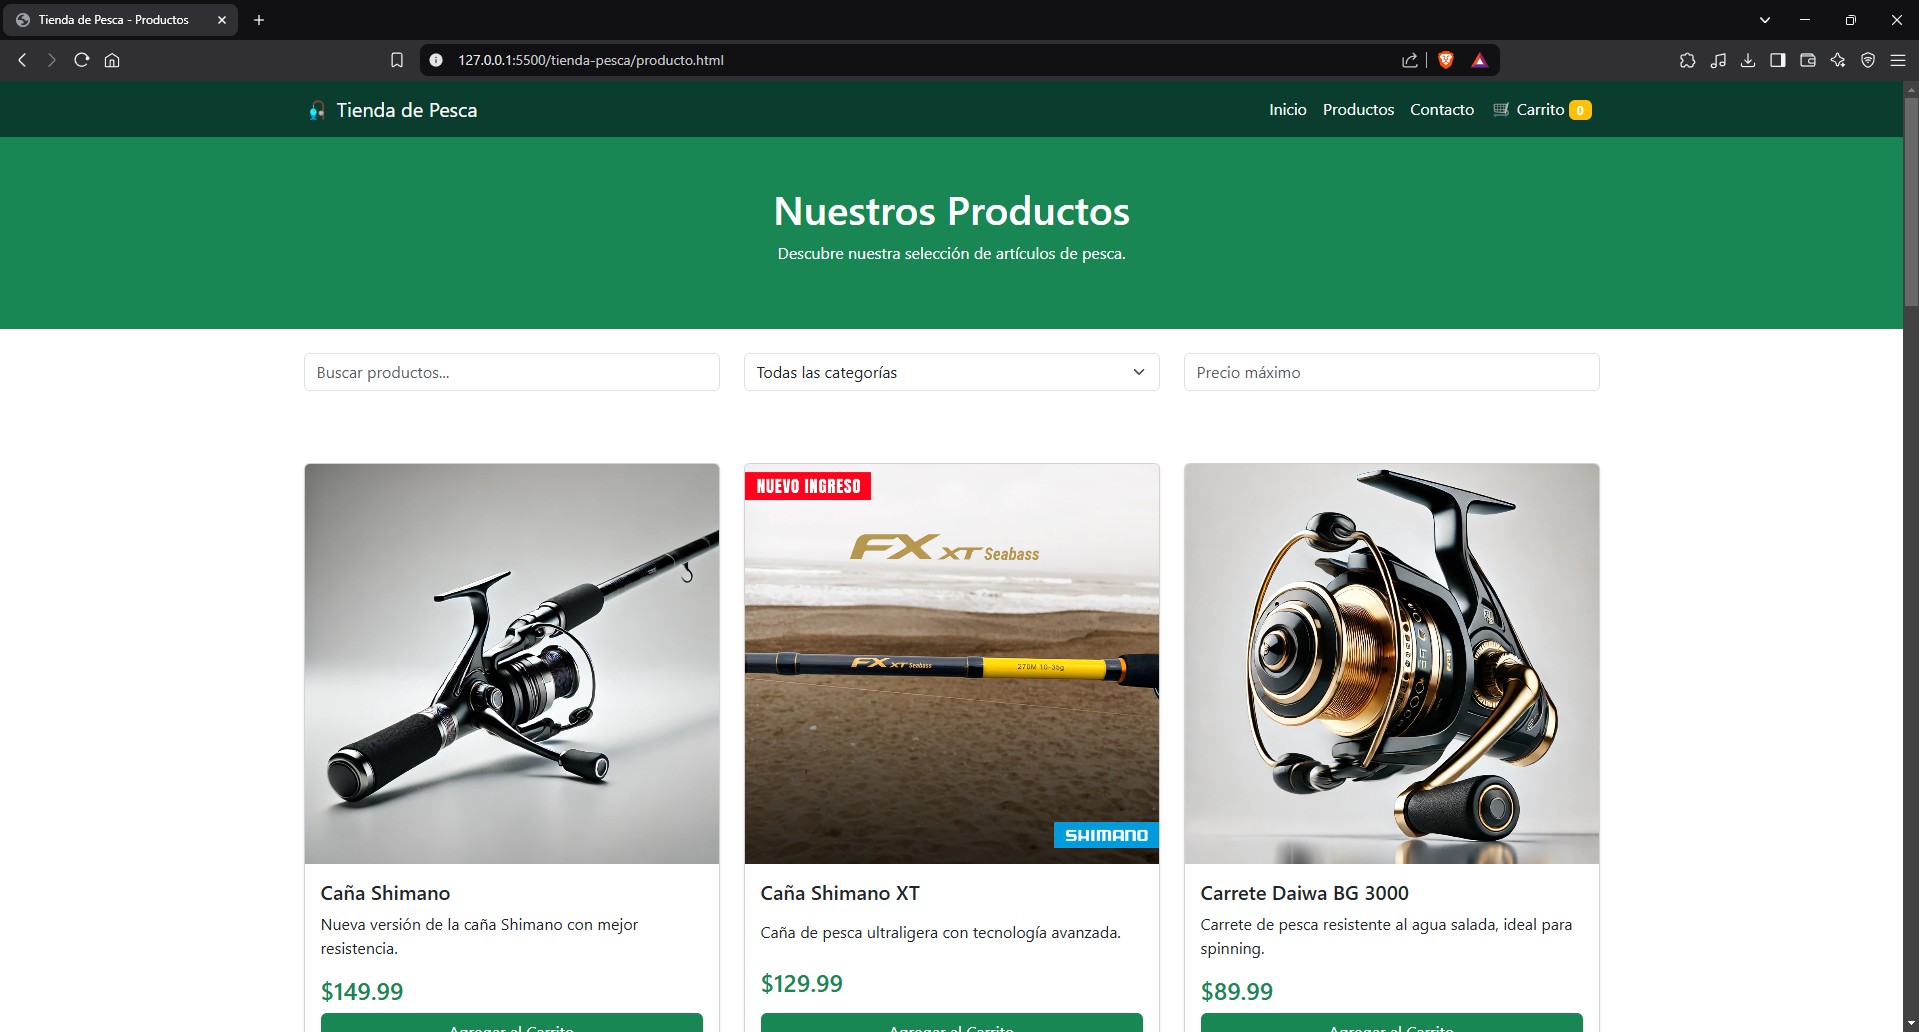 Tienda de Pesca - Productos
127.0.0.1:5500/tienda-pesca/producto.html
Tienda de Pesca
Inicio Productos Contacto Carrito 0
Nuestros Productos
Descubre nuestra selección de artículos de pesca.
Buscar productos...
Todas las categorías
Precio máximo
NUEVO INGRESO
FX XT Seabass
FX XT Seabass
270M 10-35g
SHIMANO
Caña Shimano
Nueva versión de la caña Shimano con mejor
resistencia.
$149.99
Agregar al Carrito
Caña Shimano XT
Caña de pesca ultraligera con tecnología avanzada.
$129.99
Agregar al Carrito
Carrete Daiwa BG 3000
Carrete de pesca resistente al agua salada, ideal para
spinning.
$89.99
Agregar al Carrito